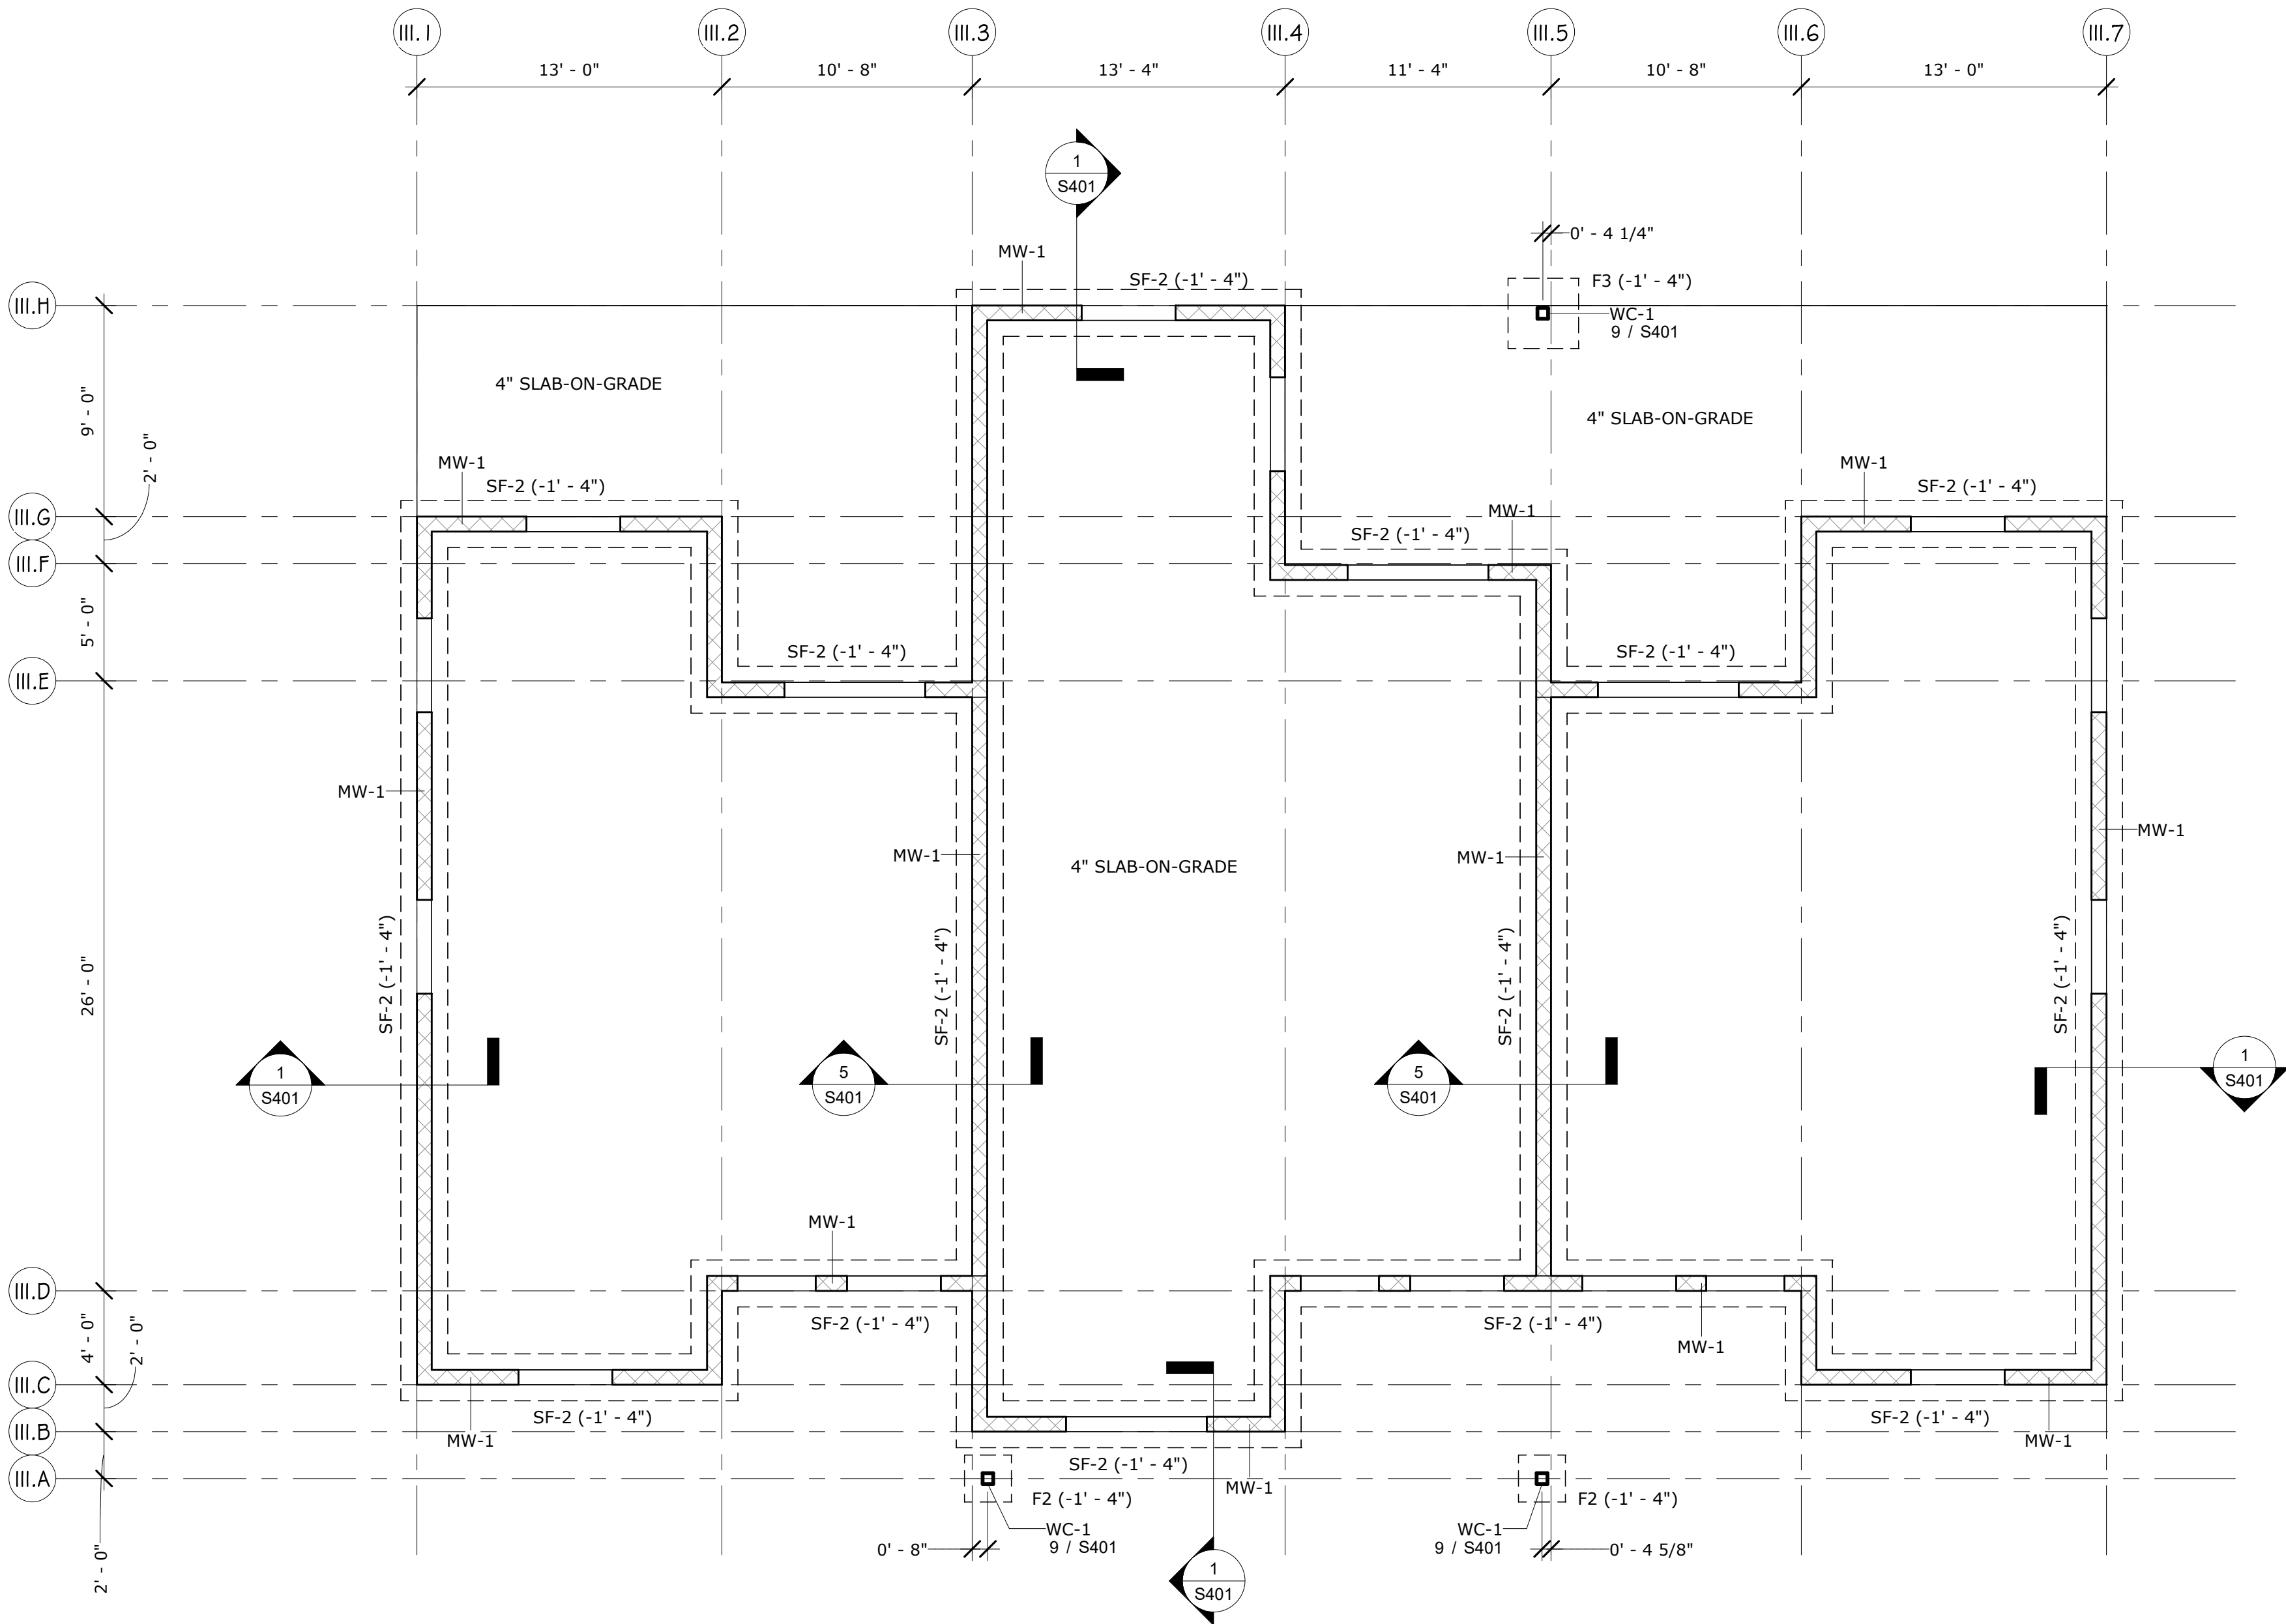 III.1 III.2 III.3 III.4 III.5 III.6 III.7
13' - 0" 10' - 8" 13' - 4" 11' - 4" 10' - 8" 13' - 0"
1
S401
0' - 4 1/4"
MW-1
SF-2 (-1' - 4")
F3 (-1' - 4")
III.H
WC-1
9 / S401
4" SLAB-ON-GRADE
4" SLAB-ON-GRADE
9' - 0"
2' - 0"
MW-1
SF-2 (-1' - 4")
MW-1
SF-2 (-1' - 4")
III.G
MW-1
SF-2 (-1' - 4")
III.F
5' - 0"
SF-2 (-1' - 4")
SF-2 (-1' - 4")
III.E
MW-1
MW-1
MW-1
MW-1
4" SLAB-ON-GRADE
26' - 0"
SF-2 (-1' - 4")
SF-2 (-1' - 4")
SF-2 (-1' - 4")
SF-2 (-1' - 4")
1
S401
5
S401
5
S401
1
S401
MW-1
III.D
4' - 0"
2' - 0"
SF-2 (-1' - 4")
SF-2 (-1' - 4")
MW-1
III.C
SF-2 (-1' - 4")
SF-2 (-1' - 4")
MW-1
MW-1
III.B
SF-2 (-1' - 4")
MW-1
III.A
F2 (-1' - 4")
F2 (-1' - 4")
WC-1
9 / S401
WC-1
9 / S401
0' - 8"
0' - 4 5/8"
2' - 0"
1
S401